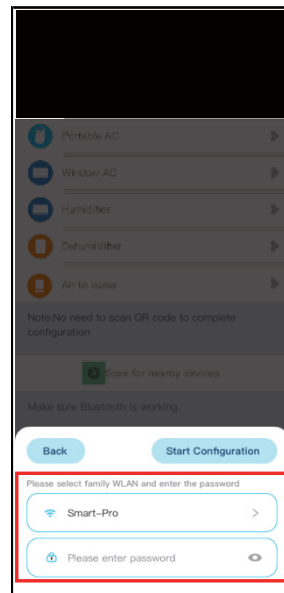 Portable AC
Window AC
Humidifier
Dehumidifier
Air to water
Note:No need to scan QR code to complete
configuration
Scan for nearby devices
Make sure Bluetooth is working
Back
Start Configuration
Please select family WLAN and enter the password
Smart-Pro
Please enter password